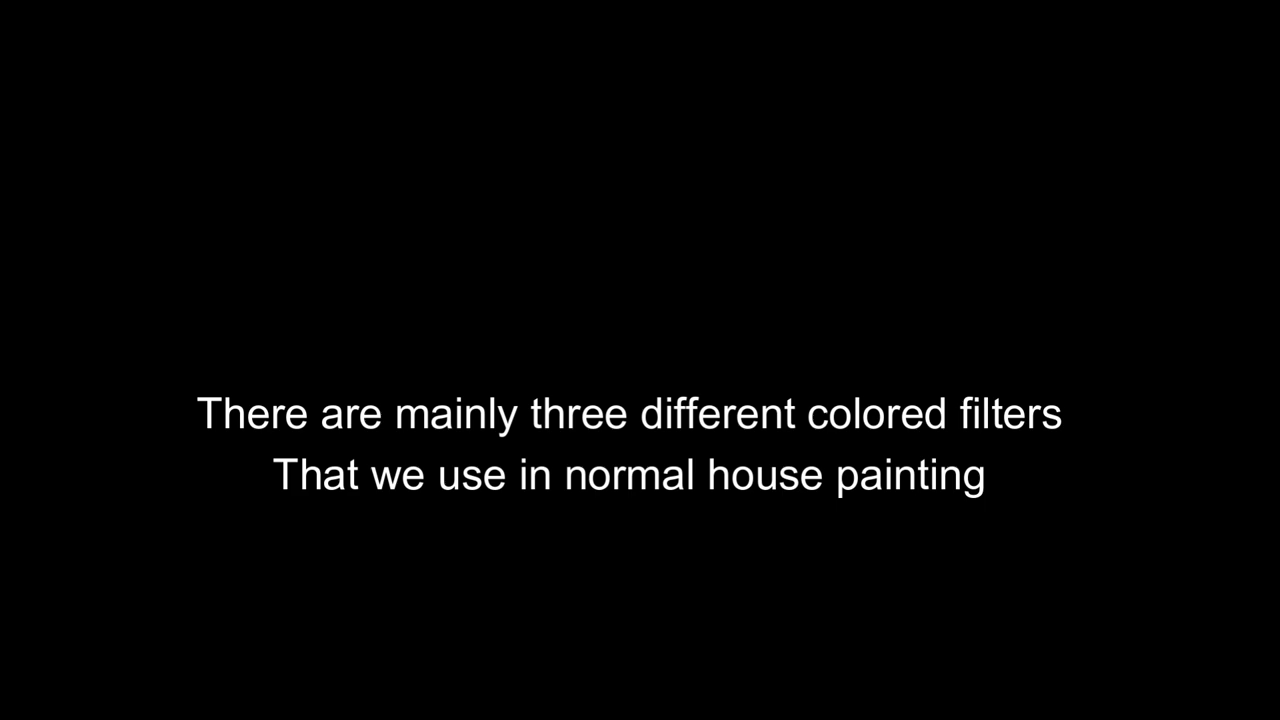 There are mainly three different colored filters
That we use in normal house painting